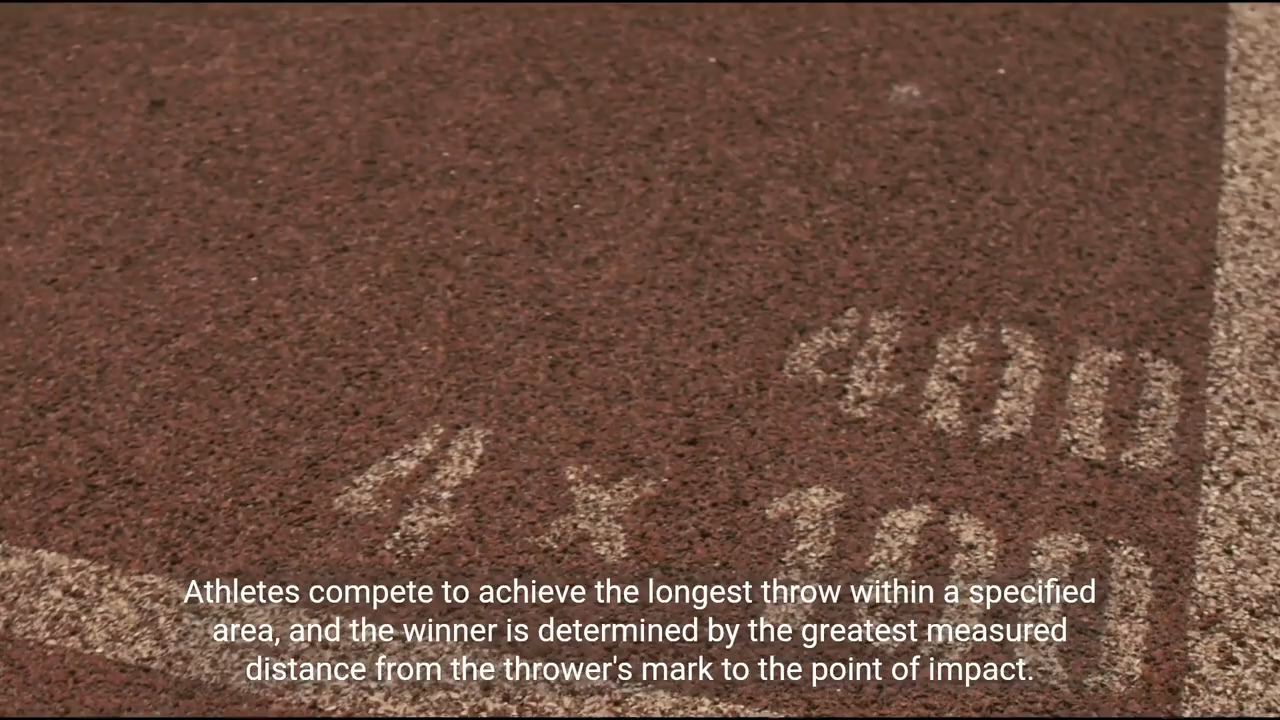 400
4x100
Athletes compete to achieve the longest throw within a specified
area, and the winner is determined by the greatest measured
distance from the thrower's mark to the point of impact.